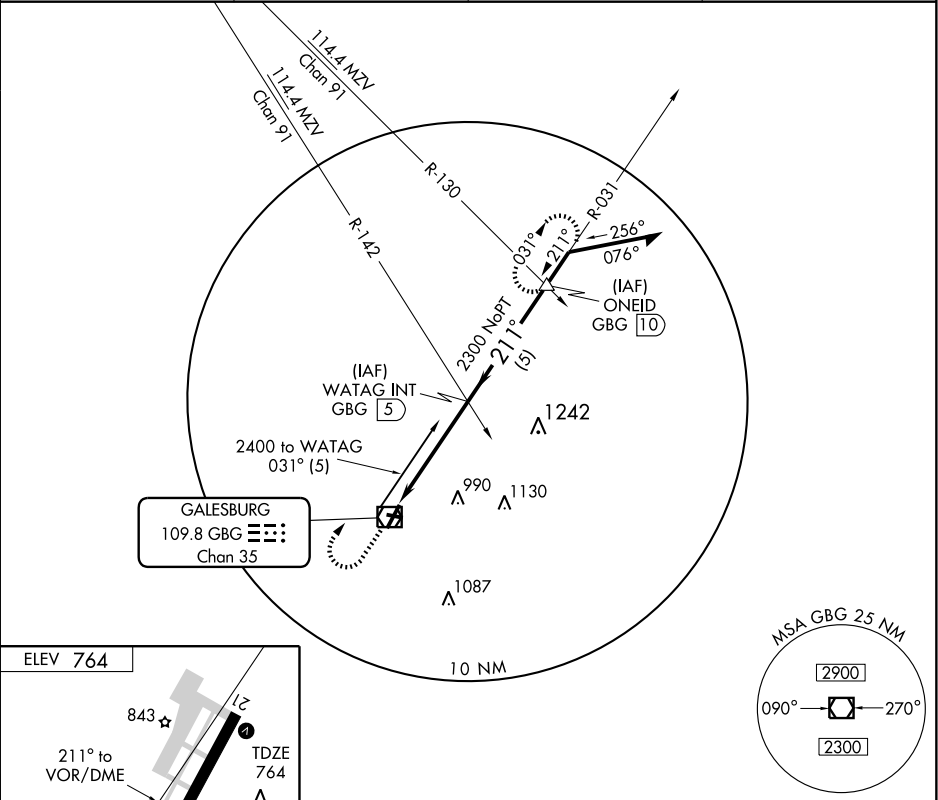 114.4 MZV
Chan 91
114.4 MZV
Chan 91
R-130
R-142
R-031
031°
211°
256°
076°
(IAF)
ONEID
GBG 10
2300 NoPT
211°
(5)
(IAF)
WATAG INT
GBG 5
1242
2400 to WATAG
031° (5)
990
1130
GALESBURG
109.8 GBG
Chan 35
1087
10 NM
MSA GBG 25 NM
2900
090°
270°
2300
ELEV 764
21
843
V
TDZE
764
211° to
VOR/DME